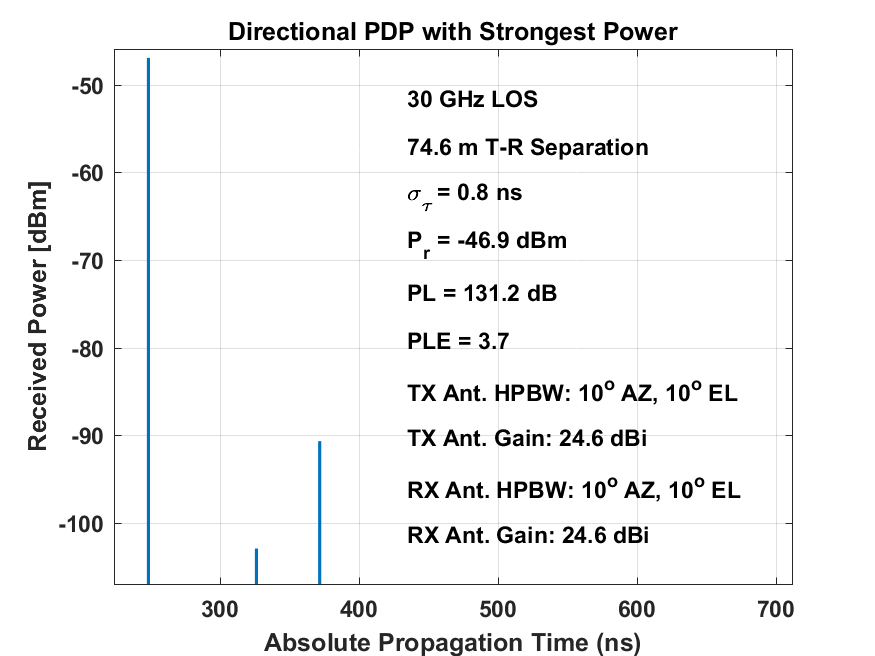 Directional PDP with Strongest Power
Received Power [dBm]
-50
-60
-70
-80
-90
-100
30 GHz LOS
74.6 m T-R Separation
σ_τ = 0.8 ns
P_r = -46.9 dBm
PL = 131.2 dB
PLE = 3.7
TX Ant. HPBW: 10° AZ, 10° EL
TX Ant. Gain: 24.6 dBi
RX Ant. HPBW: 10° AZ, 10° EL
RX Ant. Gain: 24.6 dBi
300 400 500 600 700
Absolute Propagation Time (ns)